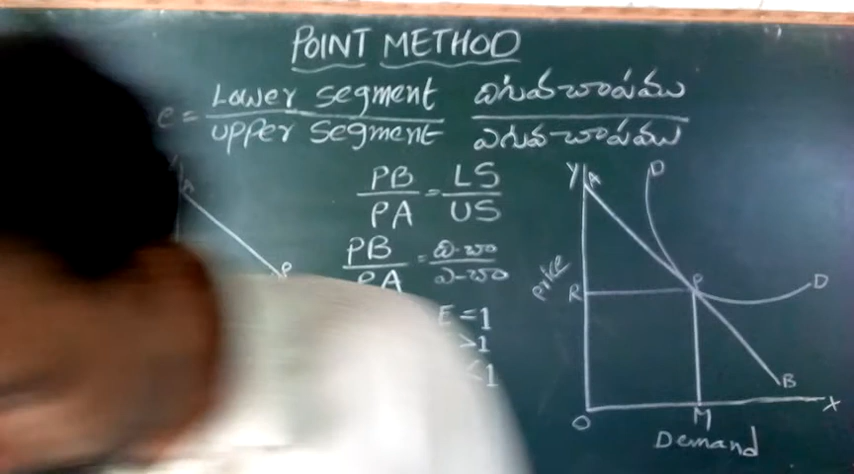 POINT METHOD
e = Lower segment / upper segment దిగువ చాపము / ఎగువ చాపము
PB / PA = LS / US
PB / PA = ది-చా / ఎ-చా
E = 1
>1
<1
A
P
Y A D
P D
R
price
B
O M X
Demand